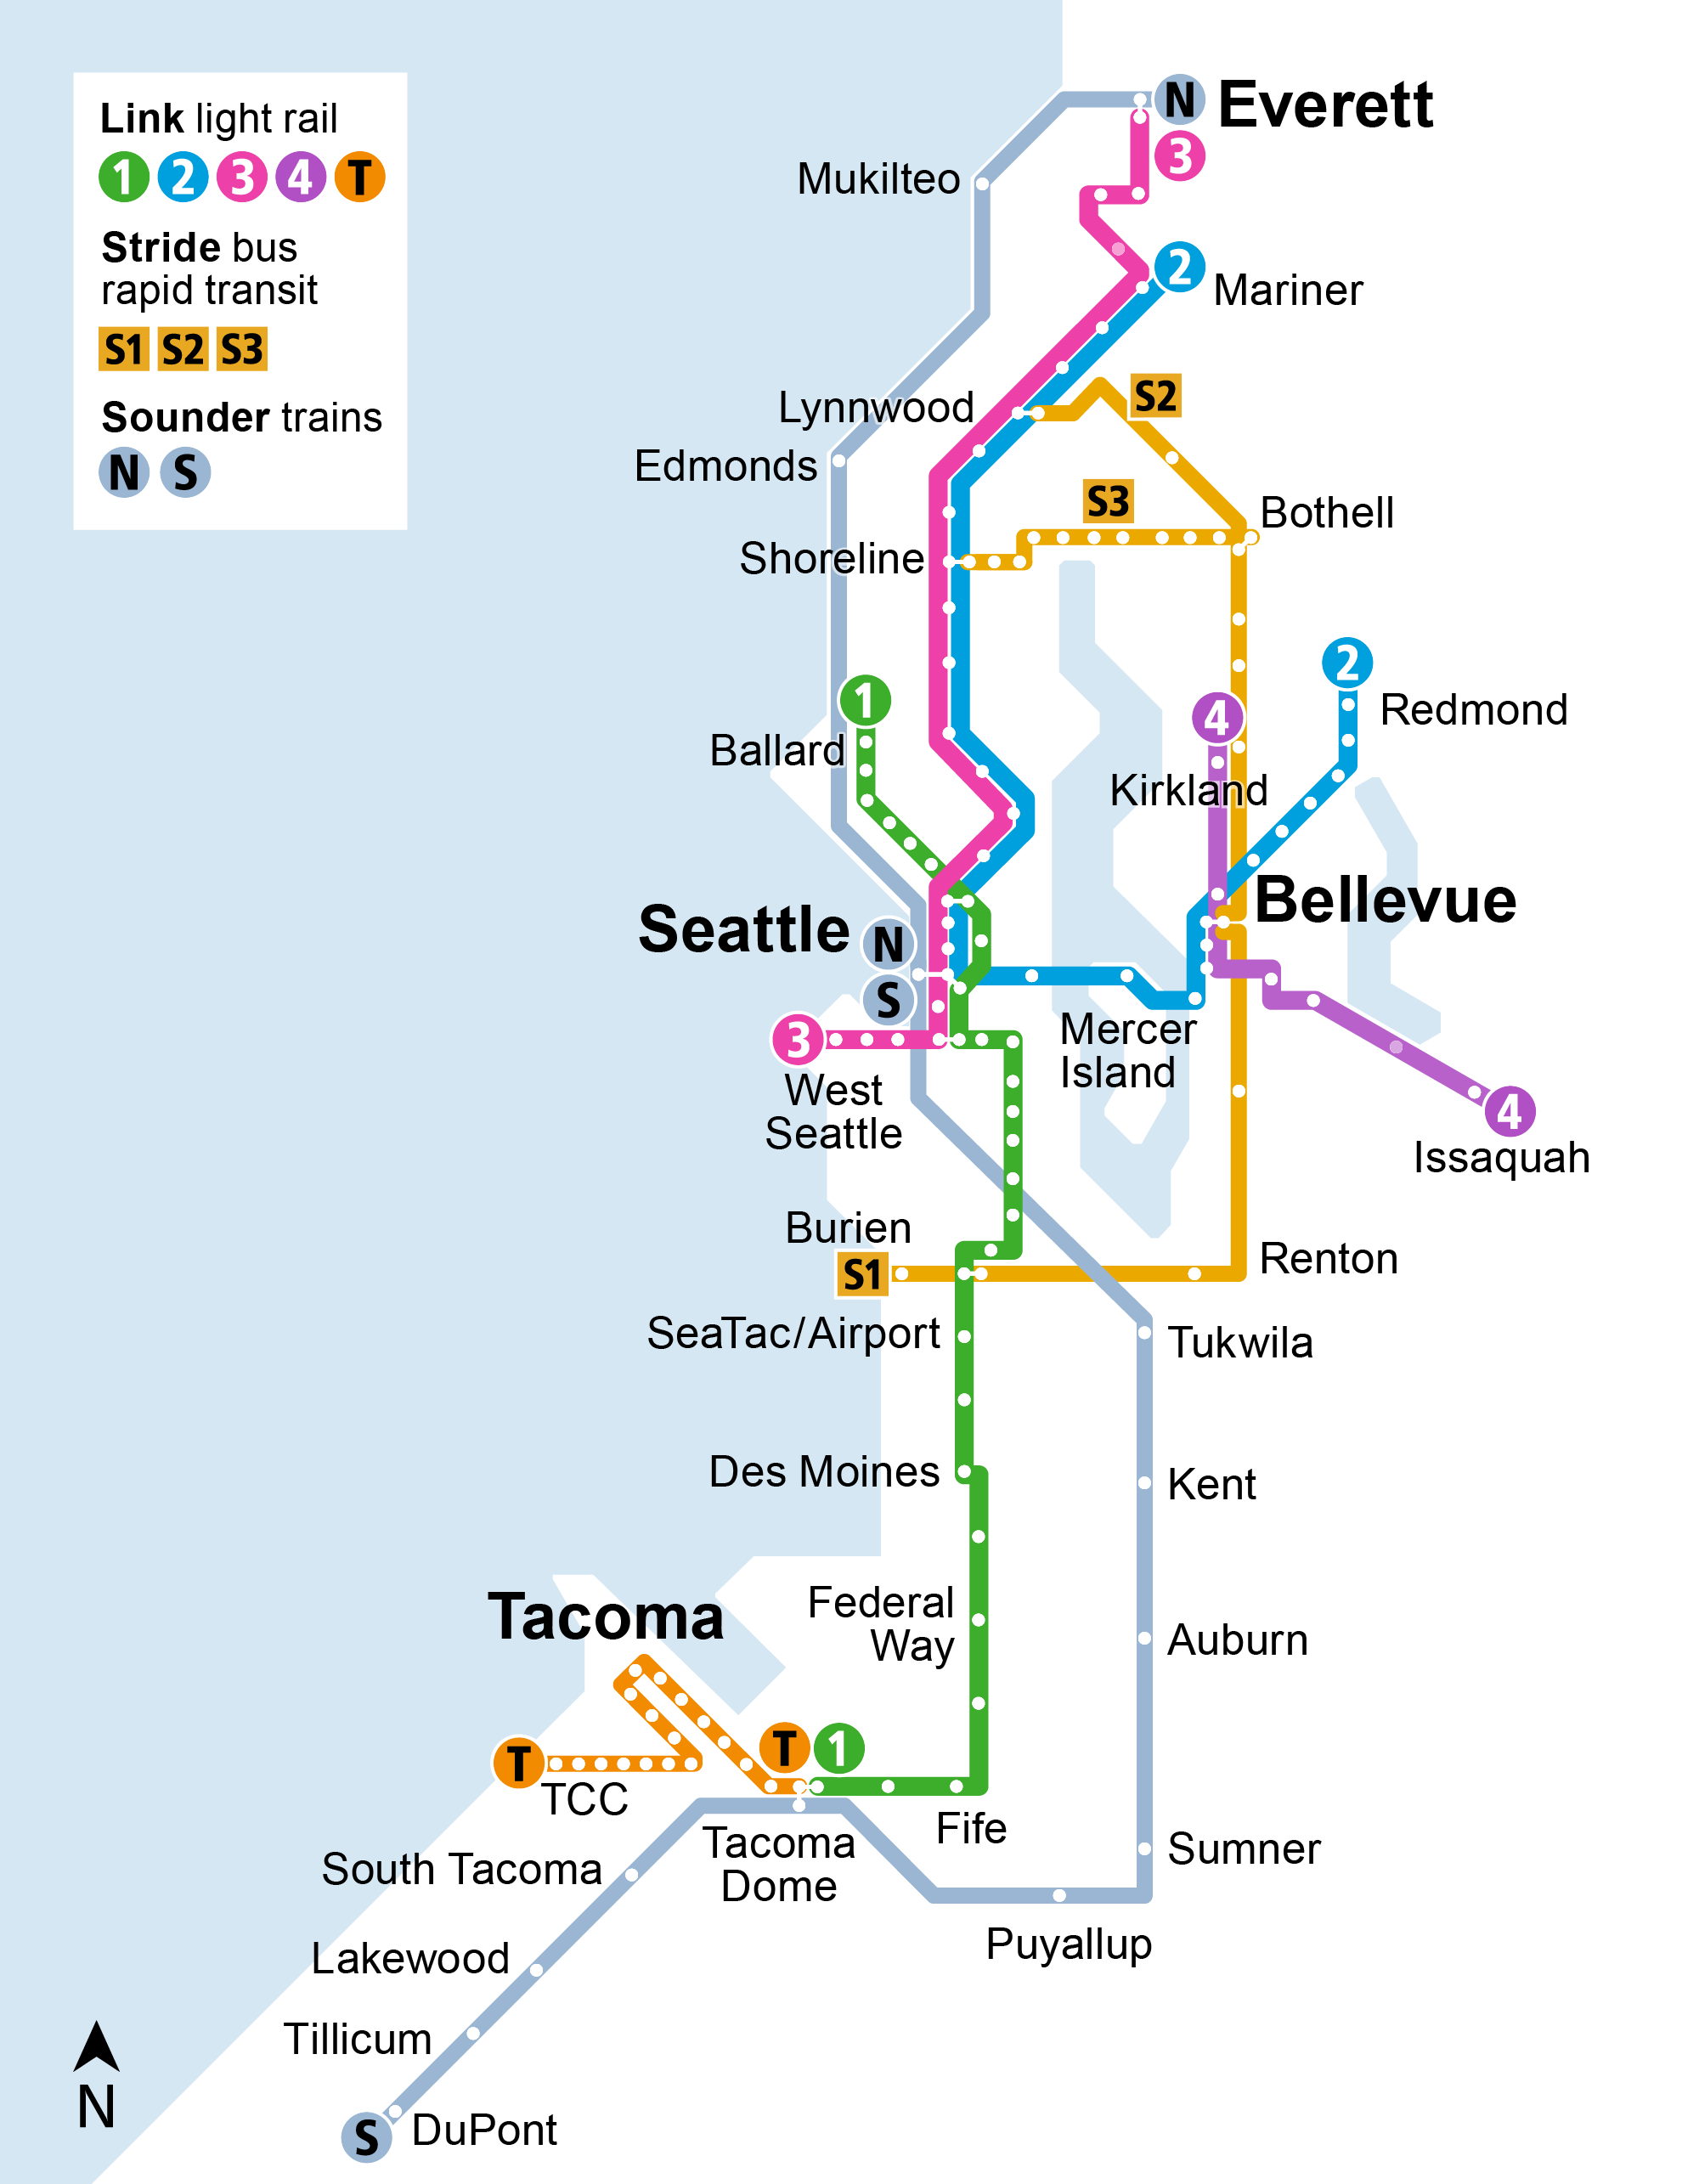 Link light rail
1 2 3 4 T
Stride bus
rapid transit
S1 S2 S3
Sounder trains
N S
N Everett
3
Mukilteo
2
Mariner
S2
Lynnwood
Edmonds
S3
Bothell
Shoreline
2
1
4
Redmond
Ballard
Kirkland
Bellevue
Seattle
N
S
3
Mercer
Island
West
Seattle
4
Issaquah
Burien
S1
Renton
SeaTac/Airport
Tukwila
Des Moines
Kent
Federal
Way
Tacoma
Auburn
T 1
T
TCC
Fife
Tacoma
Dome
Sumner
South Tacoma
Puyallup
Lakewood
Tillicum
N
S
DuPont